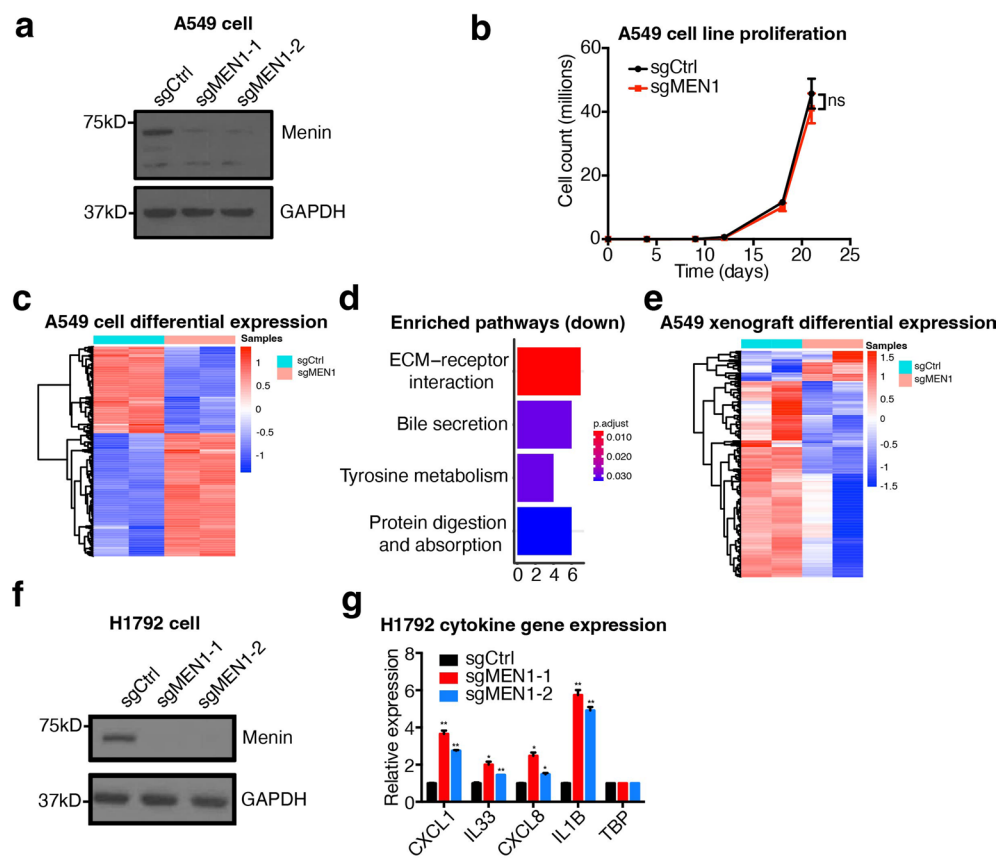 a
A549 cell
sgCtrl
sgMEN1-1
sgMEN1-2
75kD
Menin
37kD
GAPDH
b
A549 cell line proliferation
sgCtrl
sgMEN1
ns
Cell count (millions)
60
40
20
0
0 5 10 15 20 25
Time (days)
c
A549 cell differential expression
Samples
sgCtrl
sgMEN1
1
0.5
0
-0.5
-1
d
Enriched pathways (down)
ECM−receptor
interaction
Bile secretion
Tyrosine metabolism
Protein digestion
and absorption
0 2 4 6
p.adjust
0.010
0.020
0.030
e
A549 xenograft differential expression
Samples
sgCtrl
sgMEN1
1.5
1
0.5
0
-0.5
-1
-1.5
f
H1792 cell
sgCtrl
sgMEN1-1
sgMEN1-2
75kD
Menin
37kD
GAPDH
g
H1792 cytokine gene expression
sgCtrl
sgMEN1-1
sgMEN1-2
Relative expression
8
6
4
2
0
** ** * ** * * ** **
CXCL1 IL33 CXCL8 IL1B TBP